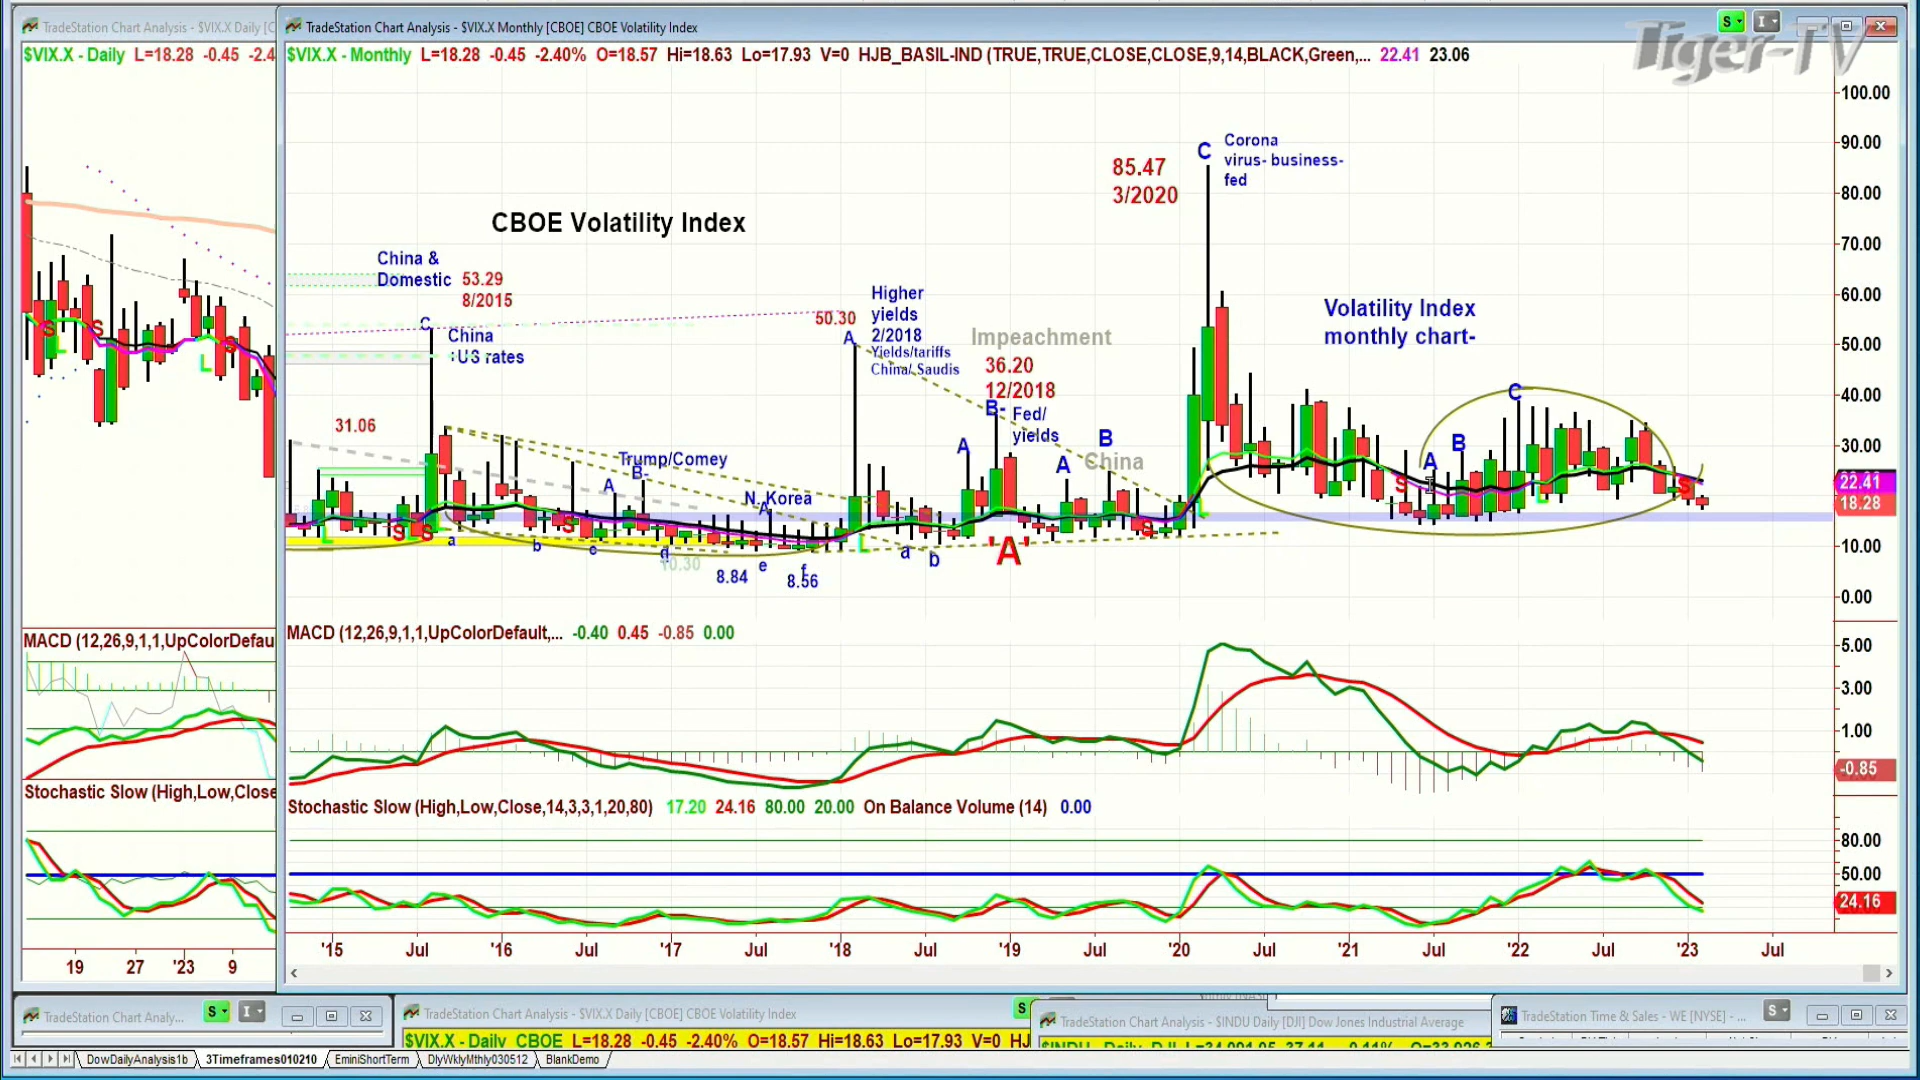 TradeStation Chart Analysis - $VIX.X Daily [C
TradeStation Chart Analysis - $VIX.X Monthly [CBOE] CBOE Volatility Index
S
I
Tiger-TV
$VIX.X - Daily L=18.28 -0.45 -2.4
$VIX.X - Monthly L=18.28 -0.45 -2.40% O=18.57 Hi=18.63 Lo=17.93 V=0 HJB_BASIL-IND (TRUE,TRUE,CLOSE,CLOSE,9,14,BLACK,Green,... 22.41 23.06
100.00
90.00
80.00
70.00
60.00
50.00
40.00
30.00
22.41
18.28
10.00
0.00
85.47
3/2020
C
Corona
virus- business-
fed
CBOE Volatility Index
China &
Domestic
53.29
8/2015
C
China
-US rates
31.06
50.30
A
Higher
yields
2/2018
Yields/tariffs
China/ Saudis
Impeachment
36.20
12/2018
B-
Fed/
yields
A
A
B
China
Volatility Index
monthly chart-
A
B
C
Trump/Comey
A
B-
N. Korea
A
S
S
L
L
S
S
S
L
L
S
L
S
L
S
S
L
S
a
b
c
d
e
f
10.30
8.84
8.56
a
b
'A'
MACD (12,26,9,1,1,UpColorDefau
MACD (12,26,9,1,1,UpColorDefault,... -0.40 0.45 -0.85 0.00
5.00
3.00
1.00
-0.85
Stochastic Slow (High,Low,Close
Stochastic Slow (High,Low,Close,14,3,3,1,20,80) 17.20 24.16 80.00 20.00 On Balance Volume (14) 0.00
80.00
50.00
24.16
19 27 '23 9
'15 Jul '16 Jul '17 Jul '18 Jul '19 Jul '20 Jul '21 Jul '22 Jul '23 Jul
TradeStation Chart Analy...
S
I
TradeStation Chart Analysis - $VIX.X Daily [CBOE] CBOE Volatility Index
S
TradeStation Chart Analysis - $INDU Daily [DJI] Dow Jones Industrial Average
TradeStation Time & Sales - WE [NYSE] - ...
S
$VIX.X - Daily CBOE L=18.28 -0.45 -2.40% O=18.57 Hi=18.63 Lo=17.93 V=0 HJ
DowDailyAnalysis1b
3Timeframes010210
EminiShortTerm
DlyWklyMthly030512
BlankDemo